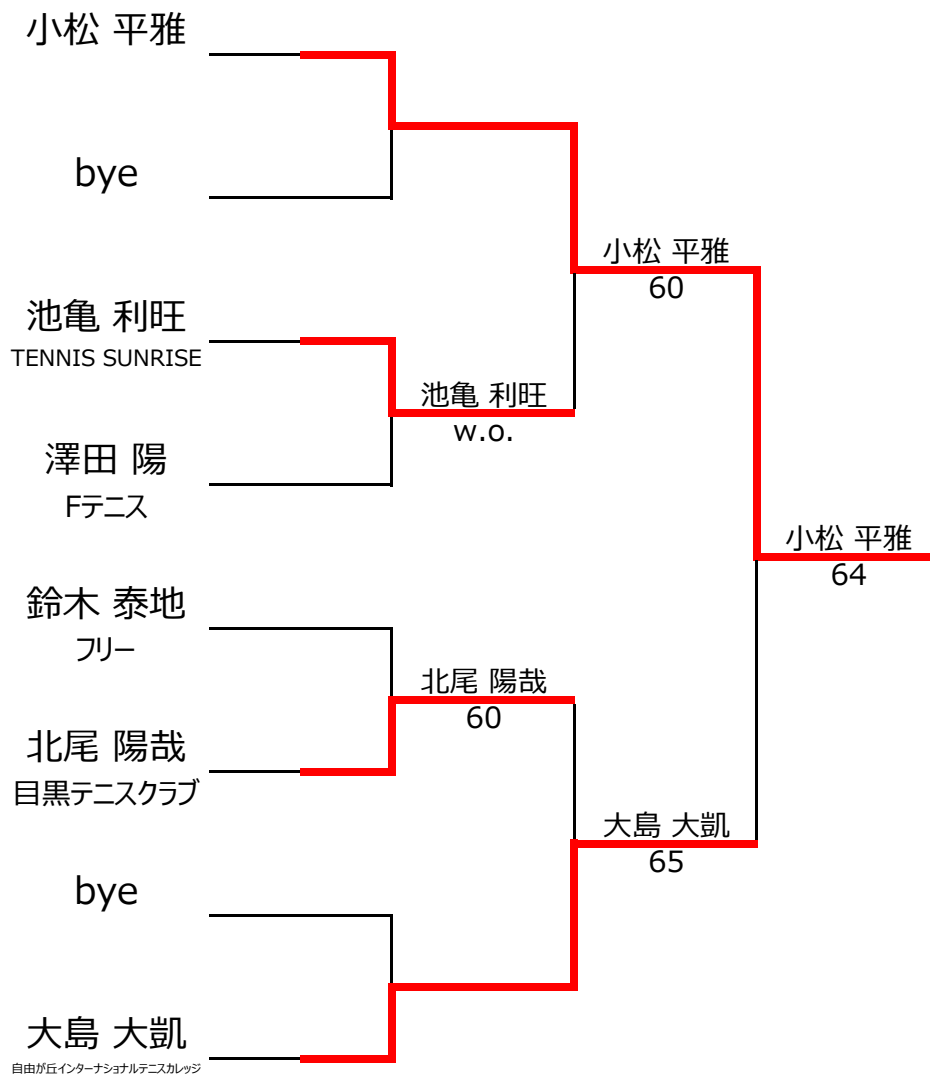 小松 平雅
bye
池亀 利旺
TENNIS SUNRISE
澤田 陽
Fテニス
鈴木 泰地
フリー
北尾 陽哉
目黒テニスクラブ
bye
大島 大凱
自由が丘インターナショナルテニスカレッジ
池亀 利旺
w.o.
北尾 陽哉
60
小松 平雅
60
大島 大凱
65
小松 平雅
64